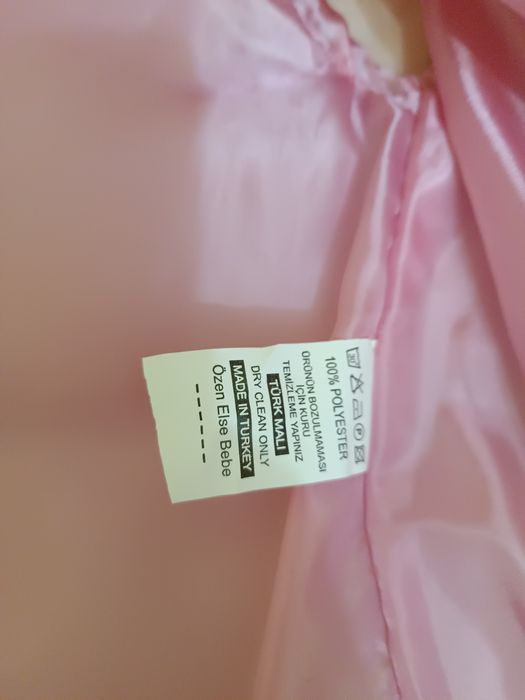 30 P
100% POLYESTER
ÜRÜNÜN BOZULMAMASI
İÇİN KURU
TEMİZLEME YAPINIZ
TÜRK MALI
DRY CLEAN ONLY
MADE IN TURKEY
Özen Else Bebe
------